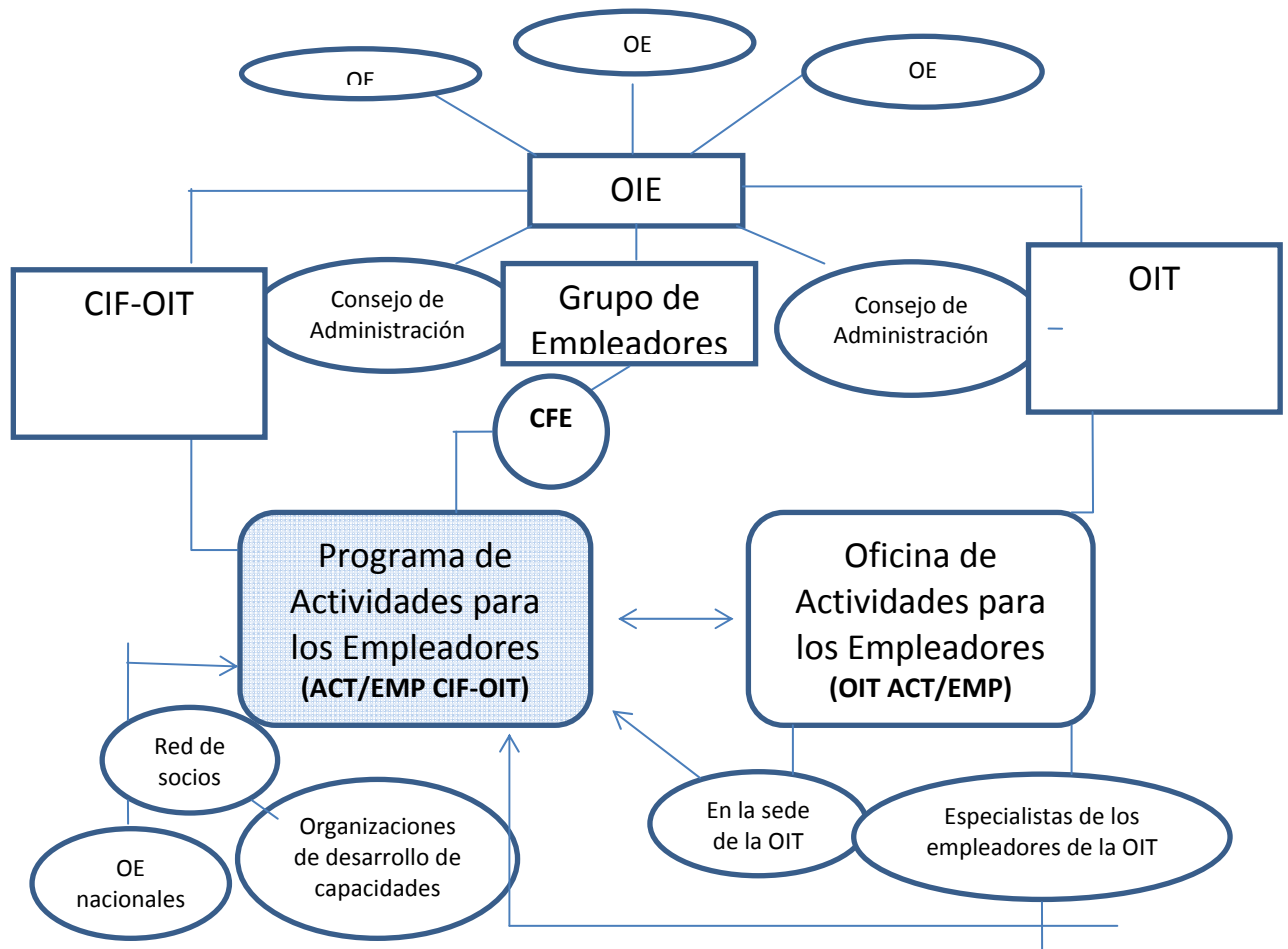 OE
OE
OE
OIE
CIF-OIT
Consejo de
Administración
Grupo de
Empleadores
Consejo de
Administración
OIT
–
CFE
Programa de
Actividades para
los Empleadores
(ACT/EMP CIF-OIT)
Oficina de
Actividades para
los Empleadores
(OIT ACT/EMP)
Red de
socios
Organizaciones
de desarrollo de
capacidades
OE
nacionales
En la sede
de la OIT
Especialistas de los
empleadores de la OIT